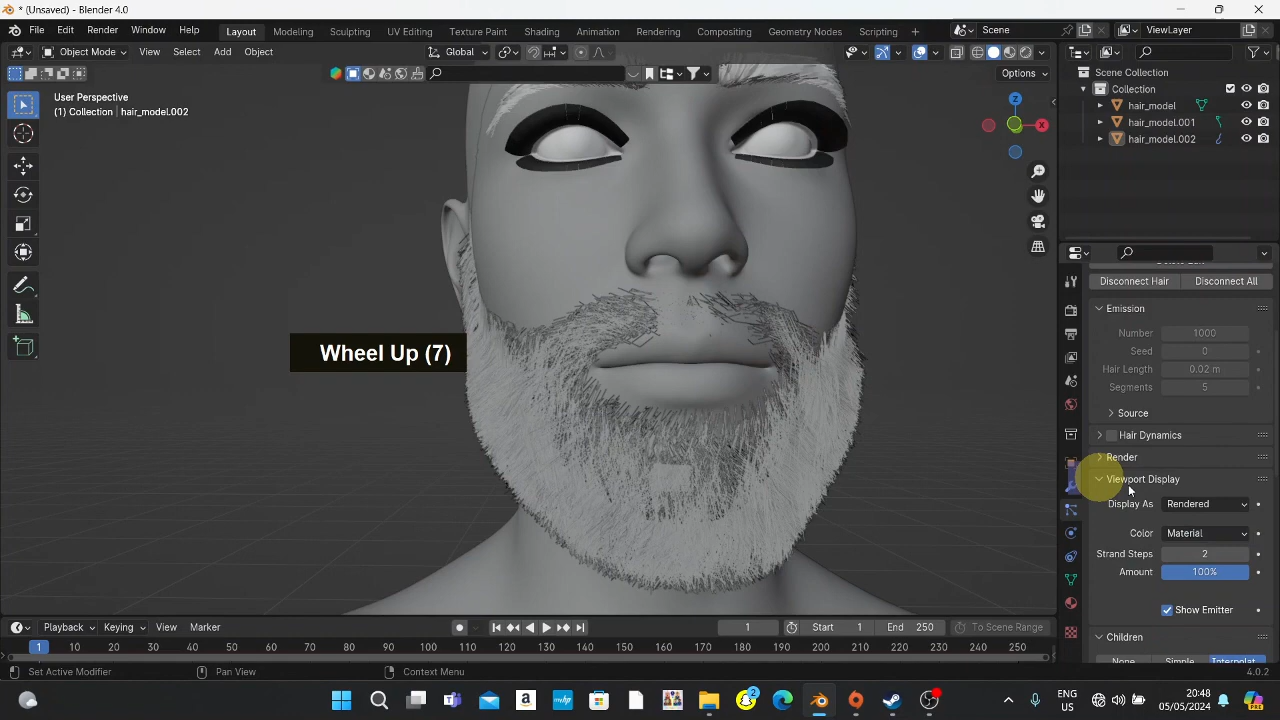 * (Unsaved) - Blender 4.0
File Edit Render Window Help
Layout Modeling Sculpting UV Editing Texture Paint Shading Animation Rendering Compositing Geometry Nodes Scripting +
Scene
ViewLayer
Object Mode View Select Add Object
Global
Options
User Perspective
(1) Collection | hair_model.002
Z
X
Scene Collection
Collection
hair_model
hair_model.001
hair_model.002
Wheel Up (7)
Disconnect Hair Disconnect All
Emission
Number 1000
Seed 0
Hair Length 0.02 m
Segments 5
Source
Hair Dynamics
Render
Viewport Display
Display As Rendered
Color Material
Strand Steps 2
Amount 100%
Show Emitter
Children
None Simple Interpolat
Playback Keying View Marker
1
Start 1 End 250
To Scene Range
1 10 20 30 40 50 60 70 80 90 100 110 120 130 140 150 160 170 180 190 200 210 220 230 240 250
Set Active Modifier Pan View Context Menu
4.0.2
ENG
US
20:48
05/05/2024